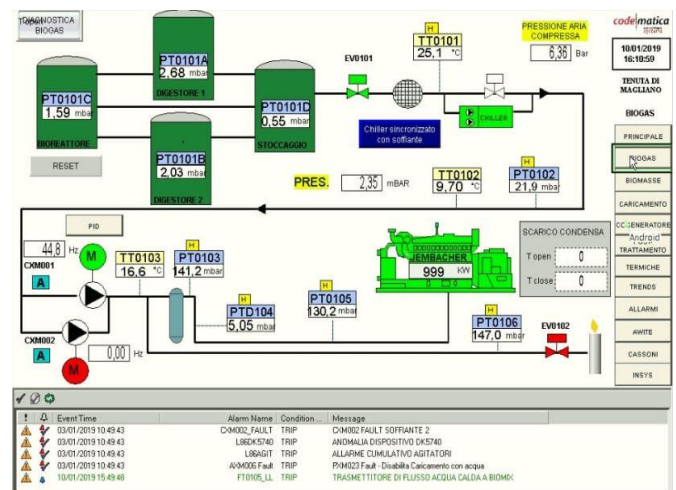 DIAGNOSTICA
BIOGAS
T open
code matica
10/01/2019
16:10:59
TENUTA DI
MAGLIANO
BIOGAS
PRINCIPALE
BIOGAS
BIOMASSE
CARICAMENTO
COGENERATORE
Android
TRATTAMENTO
TERMICHE
TRENDS
ALLARMI
AWITE
CASSONI
INSYS
PRESSIONE ARIA
COMPRESSA
6,36 Bar
H
TT0101
25,1 °C
EV0101
CHILLER
Chiller sincronizzato
con soffiante
PT0101A
2,68 mbar
DIGESTORE 1
PT0101C
1,59 mbar
BIOREATTORE
PT0101D
0,55 mbar
STOCCAGGIO
PT0101B
2,03 mbar
DIGESTORE 2
RESET
PRES. 2,35 mBAR
TT0102
9,70 °C
H
PT0102
21,9 mbar
PID
44,8 Hz
M
CXM001
A
TT0103
16,6 °C
H
PT0103
141,2 mbar
H
PTD104
5,05 mbar
H
PT0105
130,2 mbar
JEMBACHER
999 KW
SCARICO CONDENSA
T open 0
T close 0
H
PT0106
147,0 mbar
EV0102
CXM002
A
M
0,00 Hz
! Event Time Alarm Name Condition ... Message
03/01/2019 10:49:43 CXM002_FAULT TRIP CXM002 FAULT SOFFIANTE 2
03/01/2019 10:49:43 L86DK5740 TRIP ANOMALIA DISPOSITIVO DK5740
03/01/2019 10:49:43 L86AGIT TRIP ALLARME CUMULATIVO AGITATORI
03/01/2019 10:49:43 AXM006 Fault TRIP PXM023 Fault - Disabilita Caricamento con acqua
10/01/2019 15:49:48 FT0105_LL TRIP TRASMETTITORE DI FLUSSO ACQUA CALDA A BIOMIX